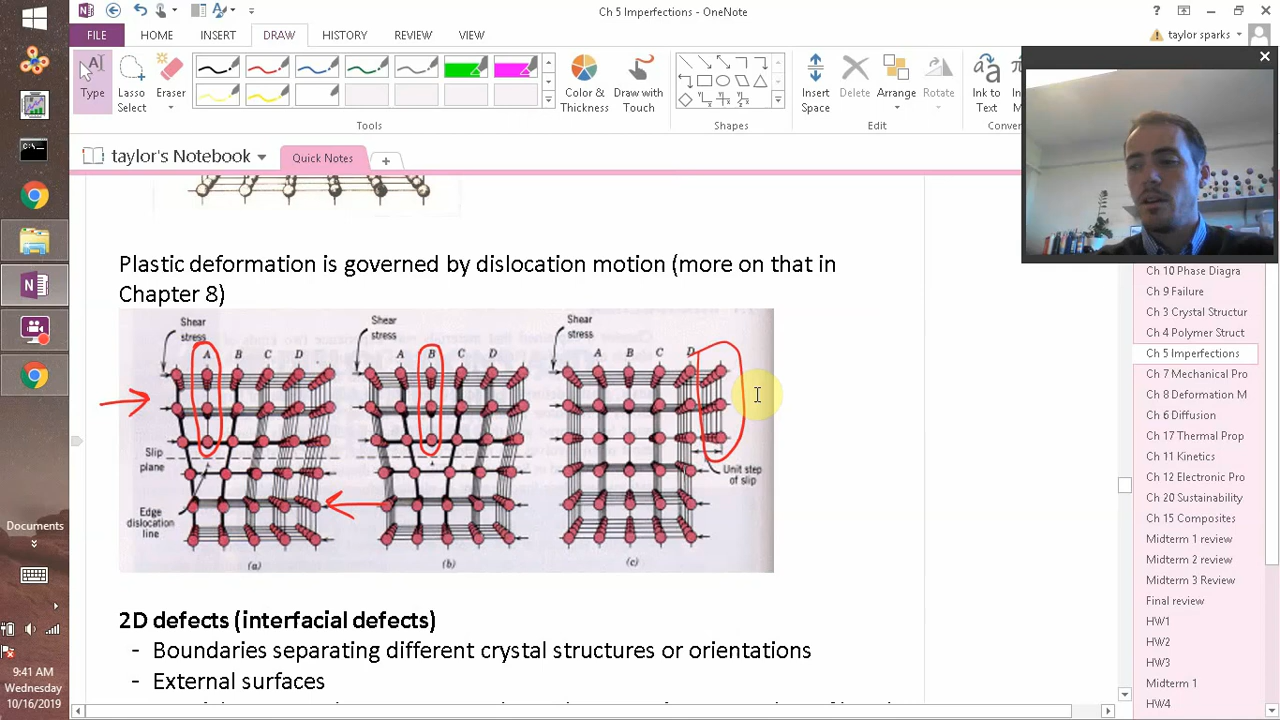 Ch 5 Imperfections - OneNote
FILE HOME INSERT DRAW HISTORY REVIEW VIEW
taylor sparks
Type
Lasso
Select
Eraser
Color &
Thickness
Draw with
Touch
Insert
Space
Delete
Arrange
Rotate
Ink to
Text
Tools
Shapes
Edit
Conver
taylor's Notebook
Quick Notes
Plastic deformation is governed by dislocation motion (more on that in
Chapter 8)
Shear
stress
A B C D
Slip
plane
Edge
dislocation
line
(a)
Shear
stress
A B C D
(b)
Shear
stress
A B C D
Unit step
of slip
(c)
2D defects (interfacial defects)
- Boundaries separating different crystal structures or orientations
- External surfaces
Ch 10 Phase Diagra
Ch 9 Failure
Ch 3 Crystal Structur
Ch 4 Polymer Struct
Ch 5 Imperfections
Ch 7 Mechanical Pro
Ch 8 Deformation M
Ch 6 Diffusion
Ch 17 Thermal Prop
Ch 11 Kinetics
Ch 12 Electronic Pro
Ch 20 Sustainability
Ch 15 Composites
Midterm 1 review
Midterm 2 review
Midterm 3 Review
Final review
HW1
HW2
HW3
Midterm 1
HW4
Documents
9:41 AM
Wednesday
10/16/2019